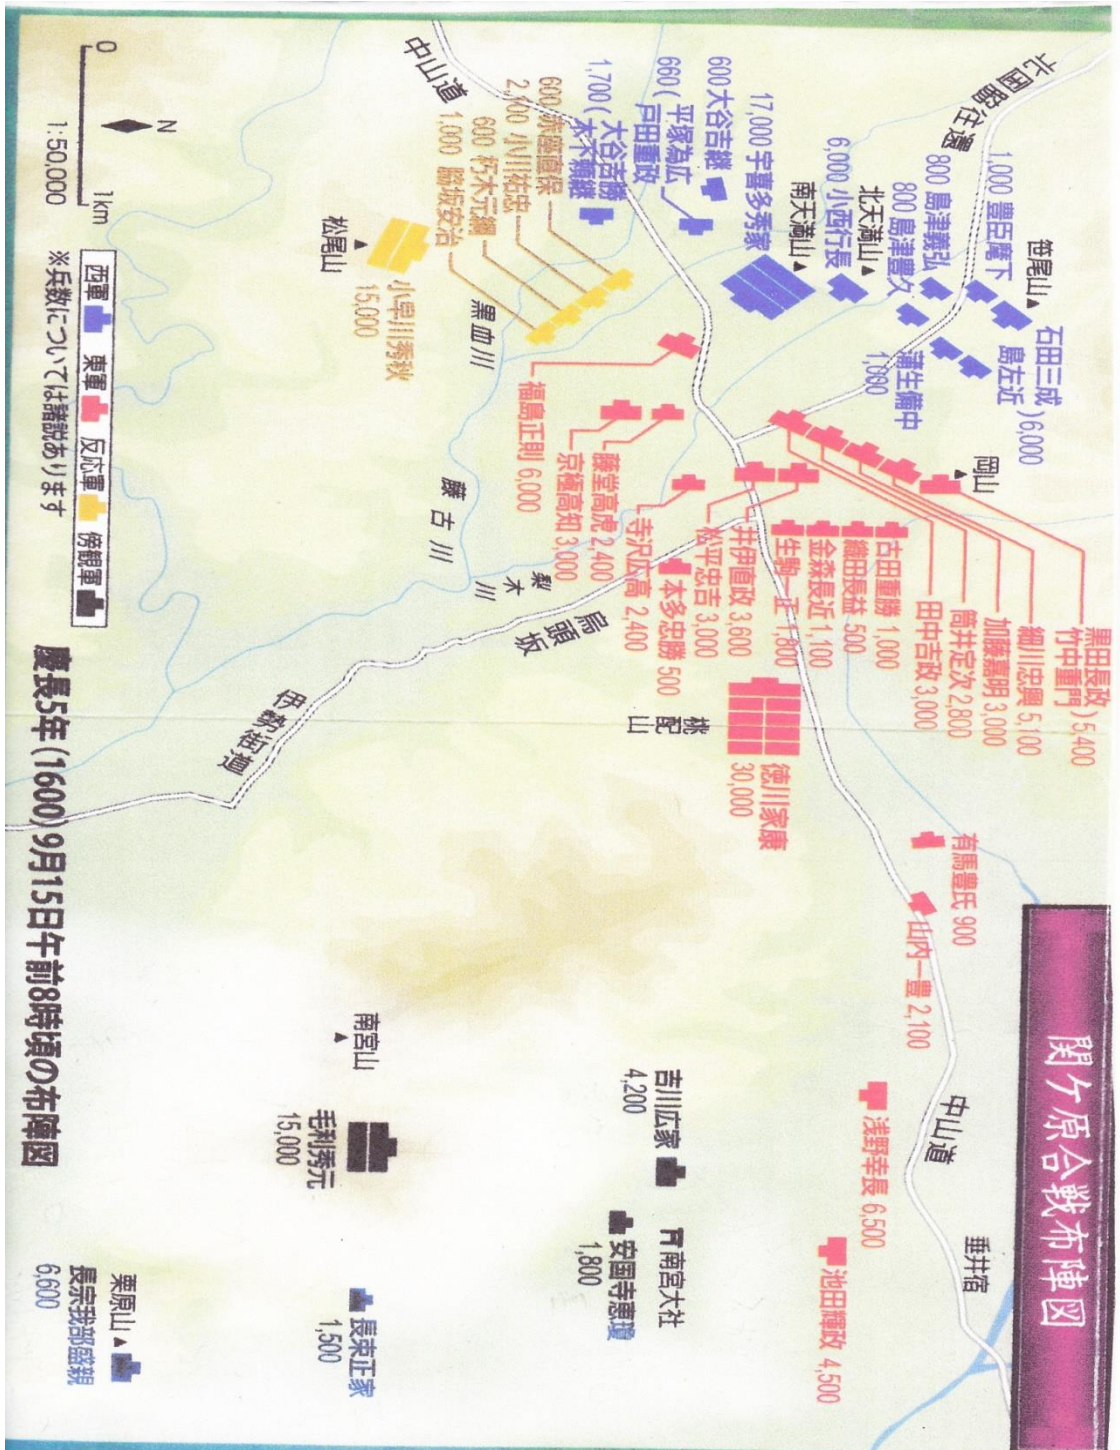 関ケ原合戦布陣図
北国脇往還
笹尾山
石田三成
島左近
)6,000
1,000 豊臣麾下
800 島津義弘
800 島津豊久
蒲生備中
1,000
北天満山
6,000 小西行長
南天満山
17,000 宇喜多秀家
600 大谷吉継
660(
平塚為広
戸田重政
1,700(
大谷吉勝
木下頼継
600 赤座直保
2,100 小川祐忠
600 朽木元綱
1,000 脇坂安治
中山道
松尾山
小早川秀秋
15,000
黒血川
藤古川
梨木川
岡山
黒田長政
竹中重門
)5,400
細川忠興 5,100
加藤嘉明 3,000
筒井定次 2,800
田中吉政 3,000
古田重勝 1,000
織田長益 500
金森長近 1,100
生駒一正 1,800
井伊直政 3,600
松平忠吉 3,000
本多忠勝 500
寺沢広高 2,400
藤堂高虎 2,400
京極高知 3,000
福島正則 6,000
烏頭坂
伊勢街道
桃配山
徳川家康
30,000
有馬豊氏 900
山内一豊 2,100
浅野幸長 6,500
池田輝政 4,500
中山道
垂井宿
南宮大社
吉川広家
4,200
安国寺恵瓊
1,800
南宮山
毛利秀元
15,000
長束正家
1,500
栗原山
長宗我部盛親
6,600
N
0
1km
1:50,000
西軍
東軍
反応軍
傍観軍
※兵数については諸説あります
慶長5年(1600)9月15日午前8時頃の布陣図